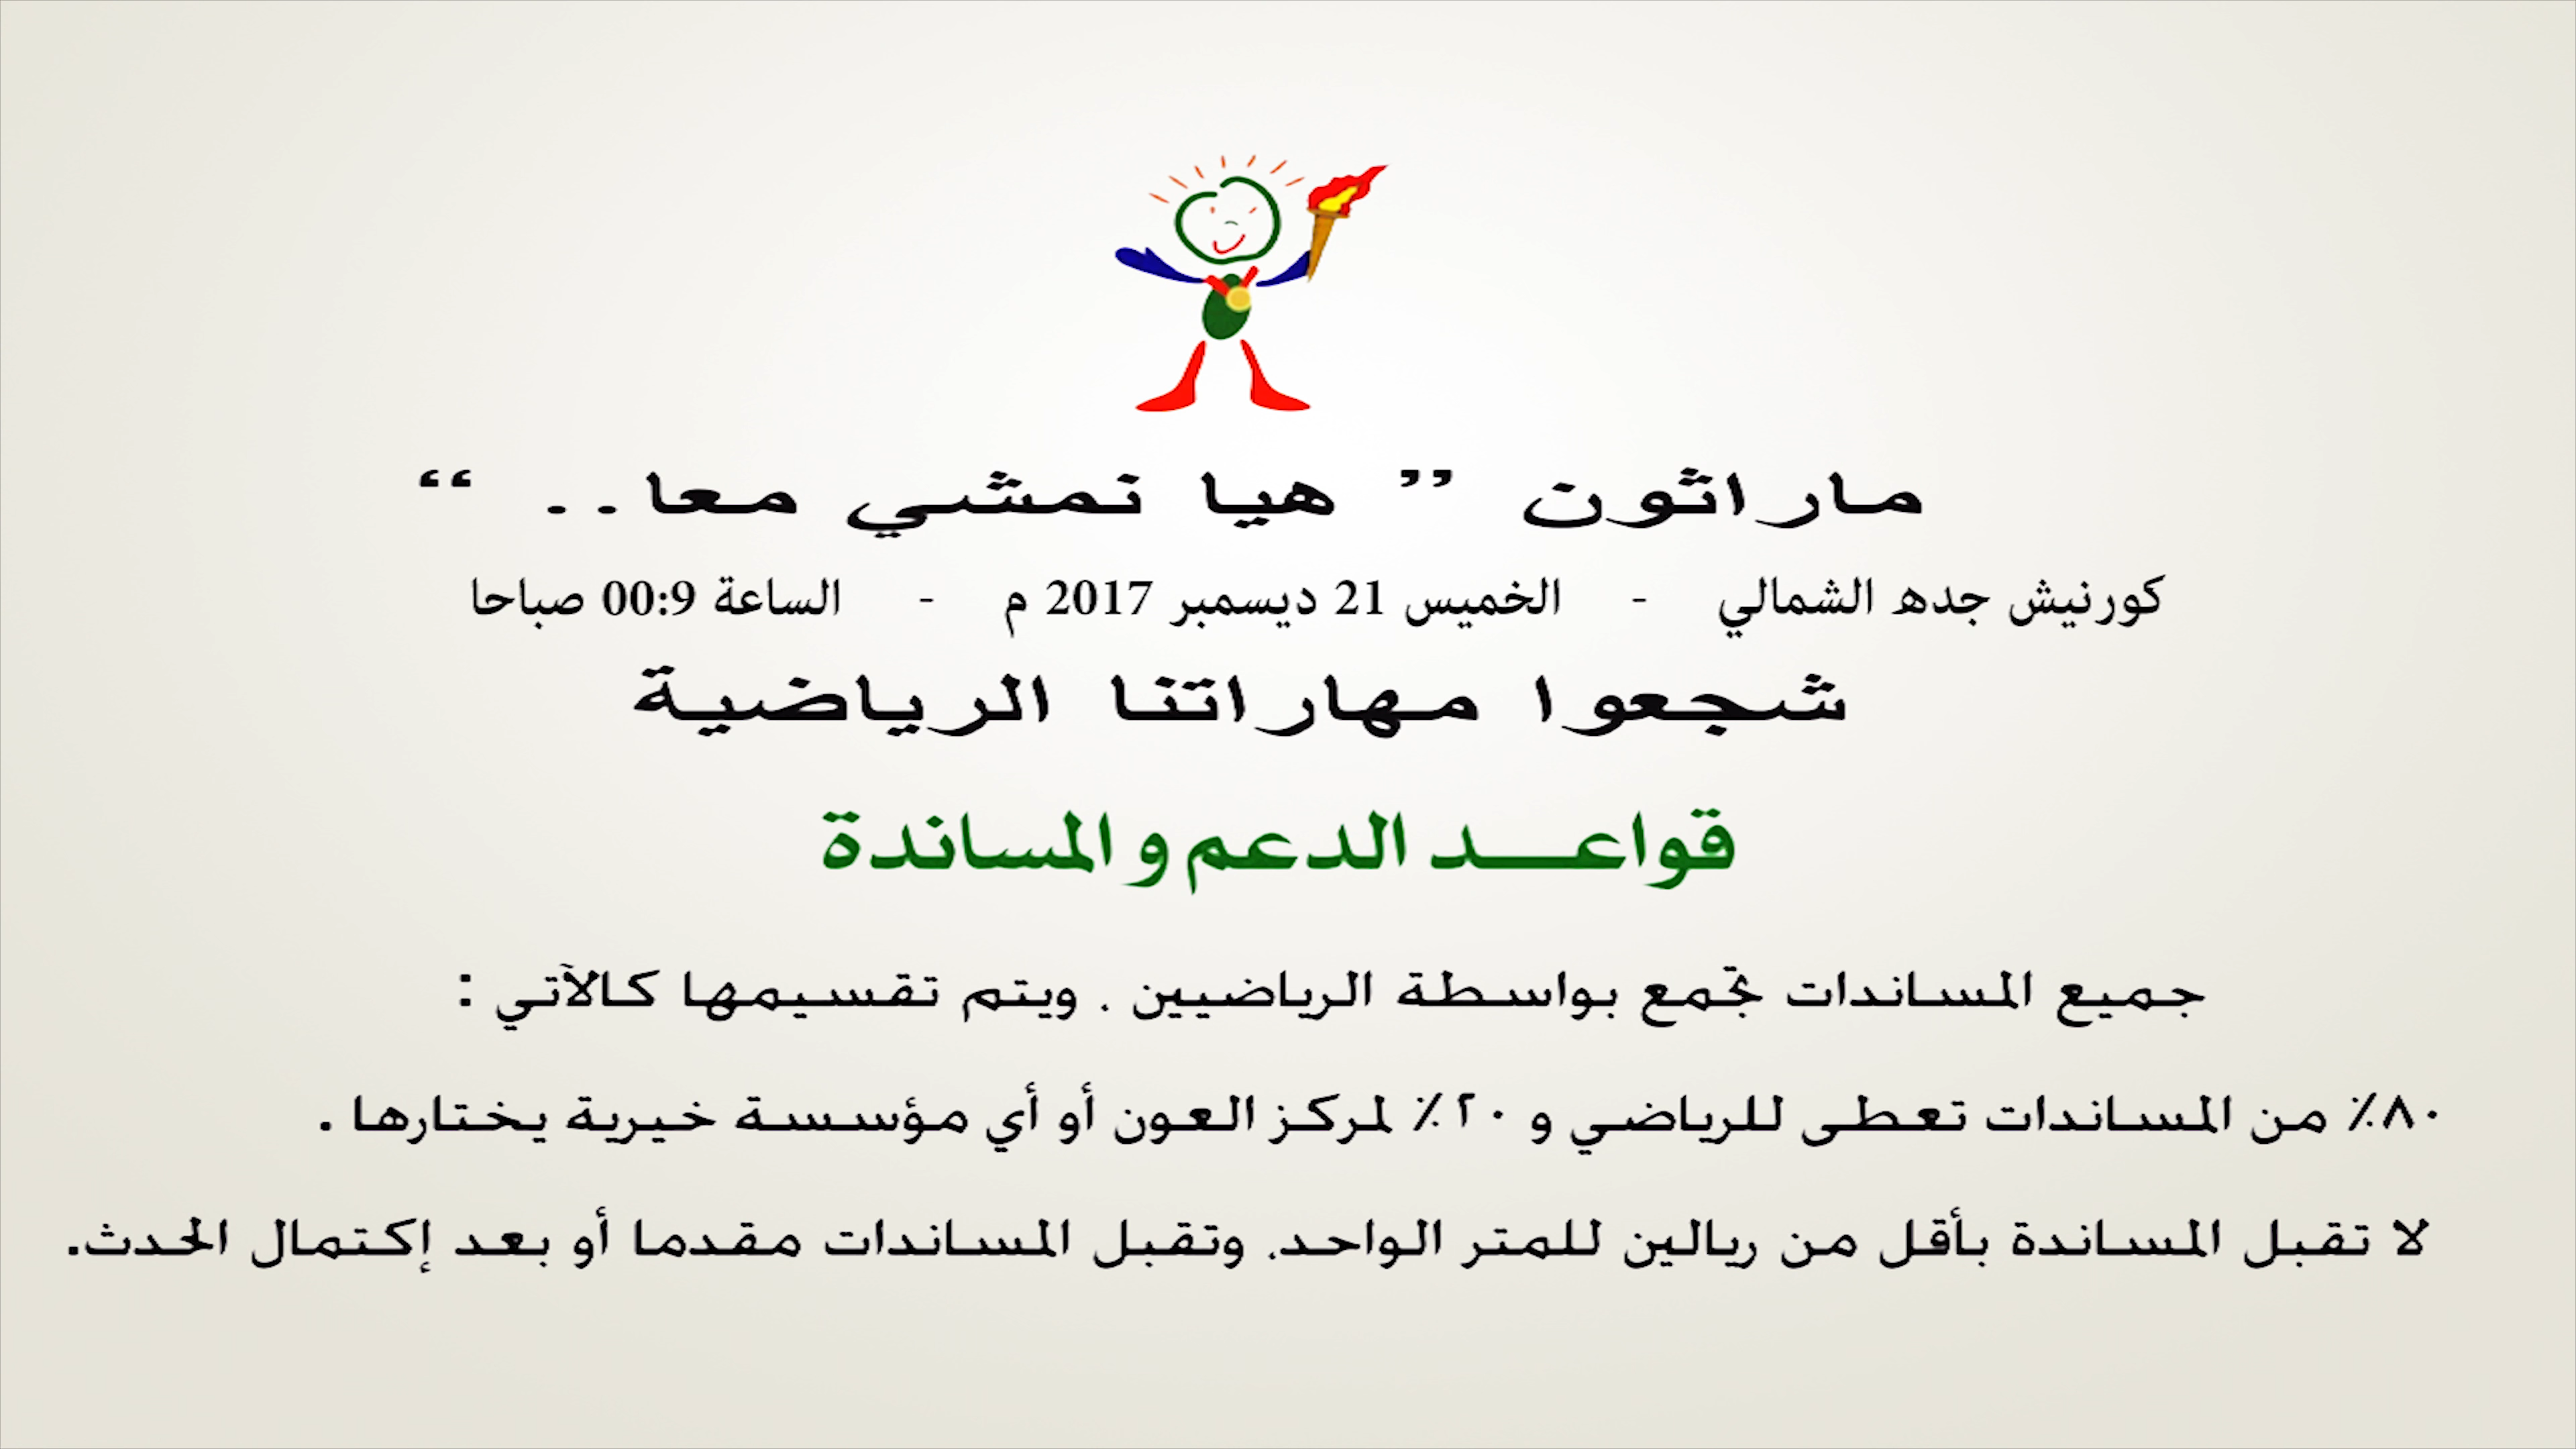 ماراثون ” هيا نمشي معا.. “
كورنيش جده الشمالي - الخميس 21 ديسمبر 2017 م - الساعة 00:9 صباحا
شجعوا مهاراتنا الرياضية
قواعد الدعم و المساندة
جميع المساندات تجمع بواسطة الرياضيين . ويتم تقسيمها كالآتي :
٨٠٪ من المساندات تعطى للرياضي و ٢٠٪ لمركز العون أو أي مؤسسة خيرية يختارها .
لا تقبل المساندة بأقل من ريالين للمتر الواحد. وتقبل المساندات مقدما أو بعد إكتمال الحدث.